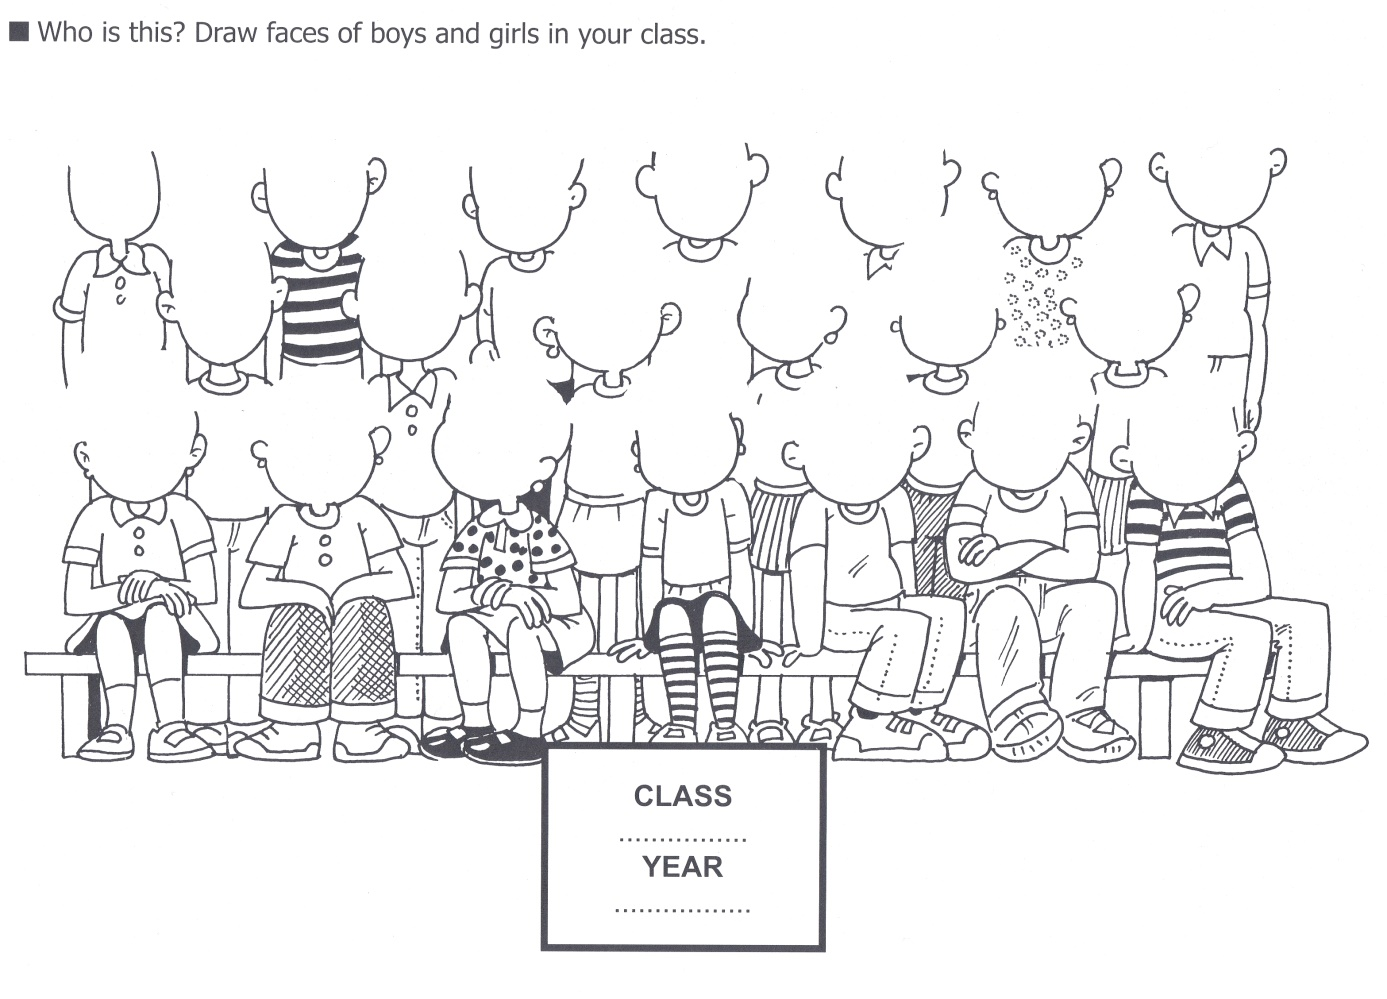 Who is this? Draw faces of boys and girls in your class.
CLASS
................
YEAR
.................